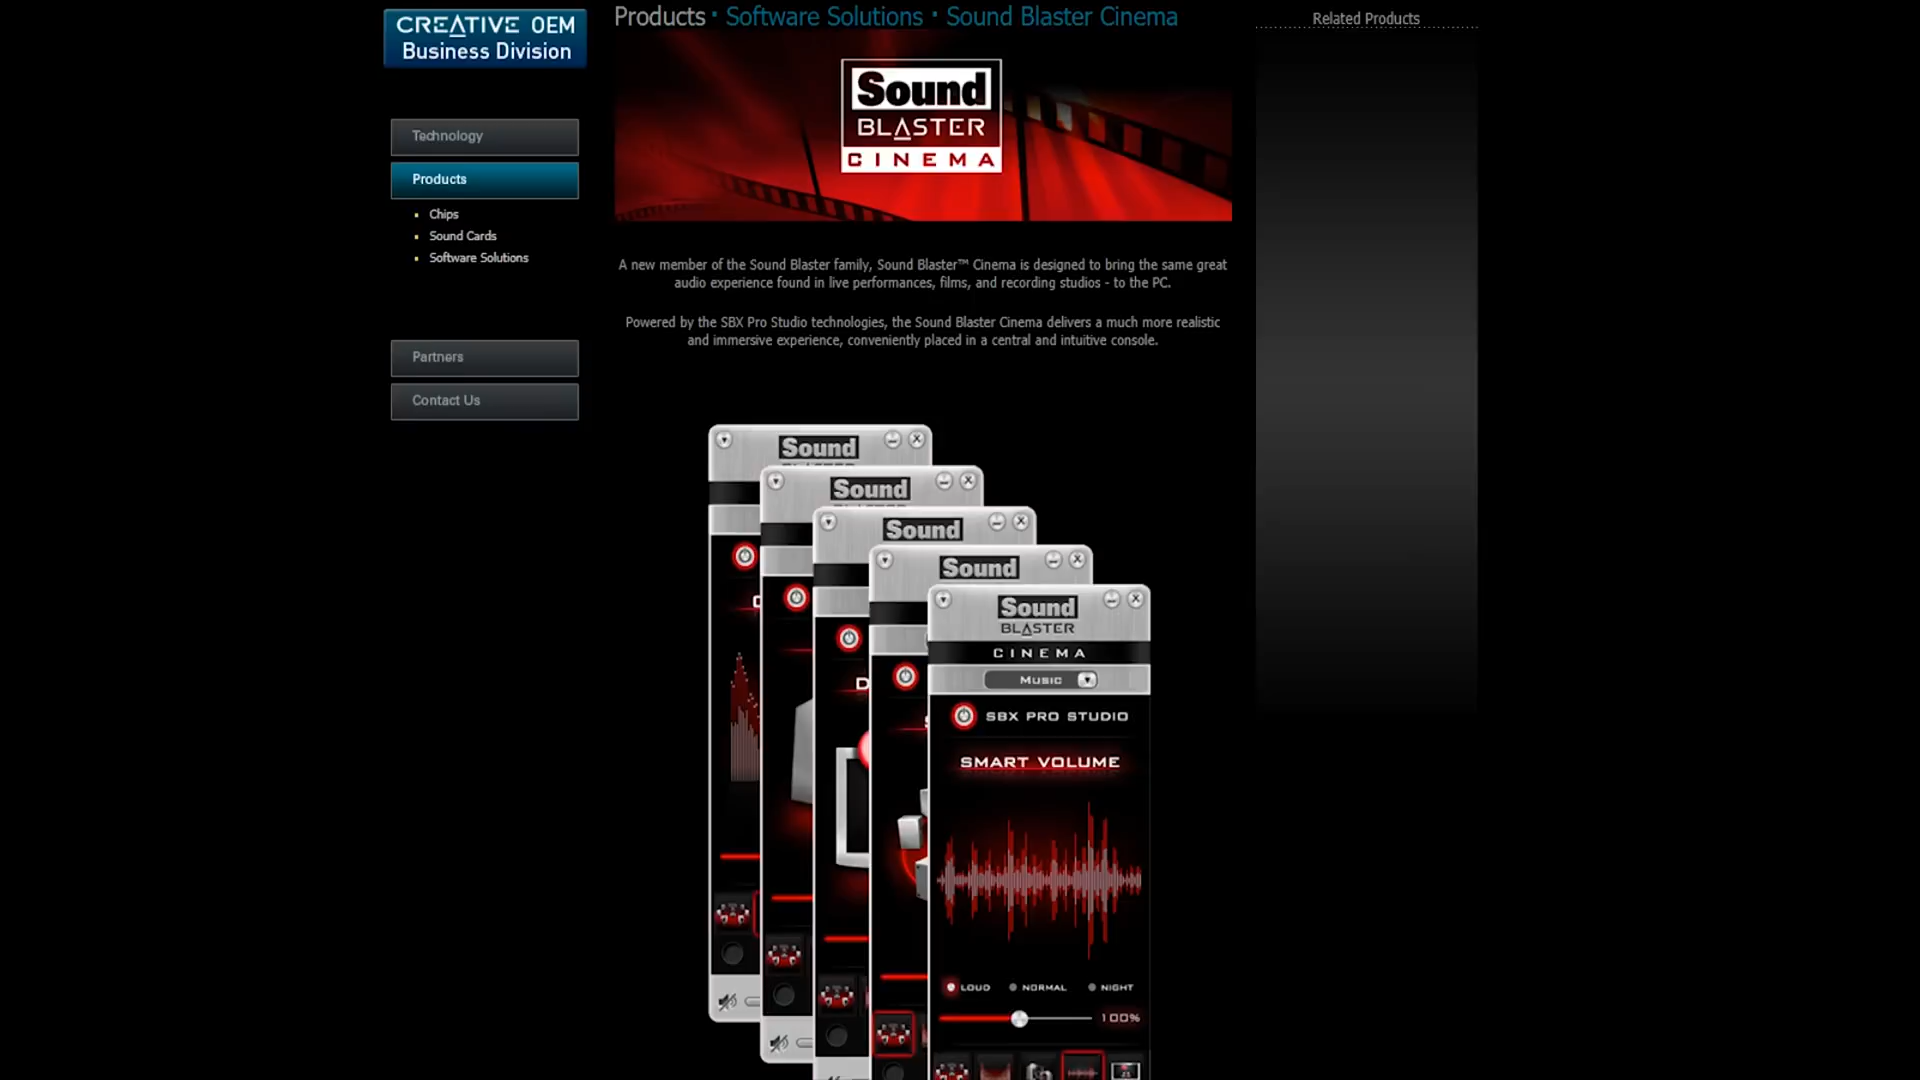 CREATIVE OEM
Business Division
Technology
Products
Chips
Sound Cards
Software Solutions
Partners
Contact Us
Products · Software Solutions · Sound Blaster Cinema
Sound
BLASTER
CINEMA
A new member of the Sound Blaster family, Sound Blaster™ Cinema is designed to bring the same great
audio experience found in live performances, films, and recording studios - to the PC.
Powered by the SBX Pro Studio technologies, the Sound Blaster Cinema delivers a much more realistic
and immersive experience, conveniently placed in a central and intuitive console.
Sound
Sound
Sound
Sound
Sound
BLASTER
CINEMA
Music
SBX PRO STUDIO
SMART VOLUME
LOUD NORMAL NIGHT
100%
Related Products